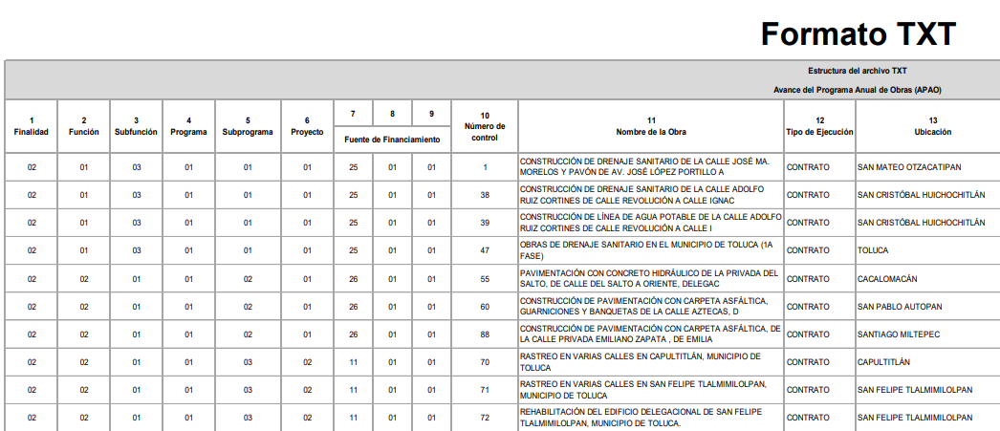 Formato TXT
Estructura del archivo TXT
Avance del Programa Anual de Obras (APAO)
1 Finalidad 2 Función 3 Subfunción 4 Programa 5 Subprograma 6 Proyecto 7 8 9 Fuente de Financiamiento 10 Número de control 11 Nombre de la Obra 12 Tipo de Ejecución 13 Ubicación
02 01 03 01 01 01 25 01 01 1 CONSTRUCCIÓN DE DRENAJE SANITARIO DE LA CALLE JOSÉ MA.
MORELOS Y PAVÓN DE AV. JOSÉ LÓPEZ PORTILLO A CONTRATO SAN MATEO OTZACATIPAN
02 01 03 01 01 01 25 01 01 38 CONSTRUCCIÓN DE DRENAJE SANITARIO DE LA CALLE ADOLFO
RUIZ CORTINES DE CALLE REVOLUCIÓN A CALLE IGNAC CONTRATO SAN CRISTÓBAL HUICHOCHITLÁN
02 01 03 01 01 01 25 01 01 39 CONSTRUCCIÓN DE LÍNEA DE AGUA POTABLE DE LA CALLE ADOLFO
RUIZ CORTINES DE CALLE REVOLUCIÓN A CALLE I CONTRATO SAN CRISTÓBAL HUICHOCHITLÁN
02 01 03 01 01 01 25 01 01 47 OBRAS DE DRENAJE SANITARIO EN EL MUNICIPIO DE TOLUCA (1A
FASE) CONTRATO TOLUCA
02 02 01 01 02 01 26 01 01 55 PAVIMENTACIÓN CON CONCRETO HIDRÁULICO DE LA PRIVADA DEL
SALTO, DE CALLE DEL SALTO A ORIENTE, DELEGAC CONTRATO CACALOMACÁN
02 02 01 01 02 01 26 01 01 60 CONSTRUCCIÓN DE PAVIMENTACIÓN CON CARPETA ASFÁLTICA,
GUARNICIONES Y BANQUETAS DE LA CALLE AZTECAS, D CONTRATO SAN PABLO AUTOPAN
02 02 01 01 02 01 26 01 01 88 CONSTRUCCIÓN DE PAVIMENTACIÓN CON CARPETA ASFÁLTICA, DE
LA CALLE PRIVADA EMILIANO ZAPATA , DE EMILIA CONTRATO SANTIAGO MILTEPEC
02 02 01 01 03 02 11 01 01 70 RASTREO EN VARIAS CALLES EN CAPULTITLÁN, MUNICIPIO DE
TOLUCA CONTRATO CAPULTITLÁN
02 02 01 01 03 02 11 01 01 71 RASTREO EN VARIAS CALLES EN SAN FELIPE TLALMIMILOLPAN,
MUNICIPIO DE TOLUCA CONTRATO SAN FELIPE TLALMIMILOLPAN
02 02 01 01 03 02 11 01 01 72 REHABILITACIÓN DEL EDIFICIO DELEGACIONAL DE SAN FELIPE
TLALMIMILOLPAN, MUNICIPIO DE TOLUCA. CONTRATO SAN FELIPE TLALMIMILOLPAN